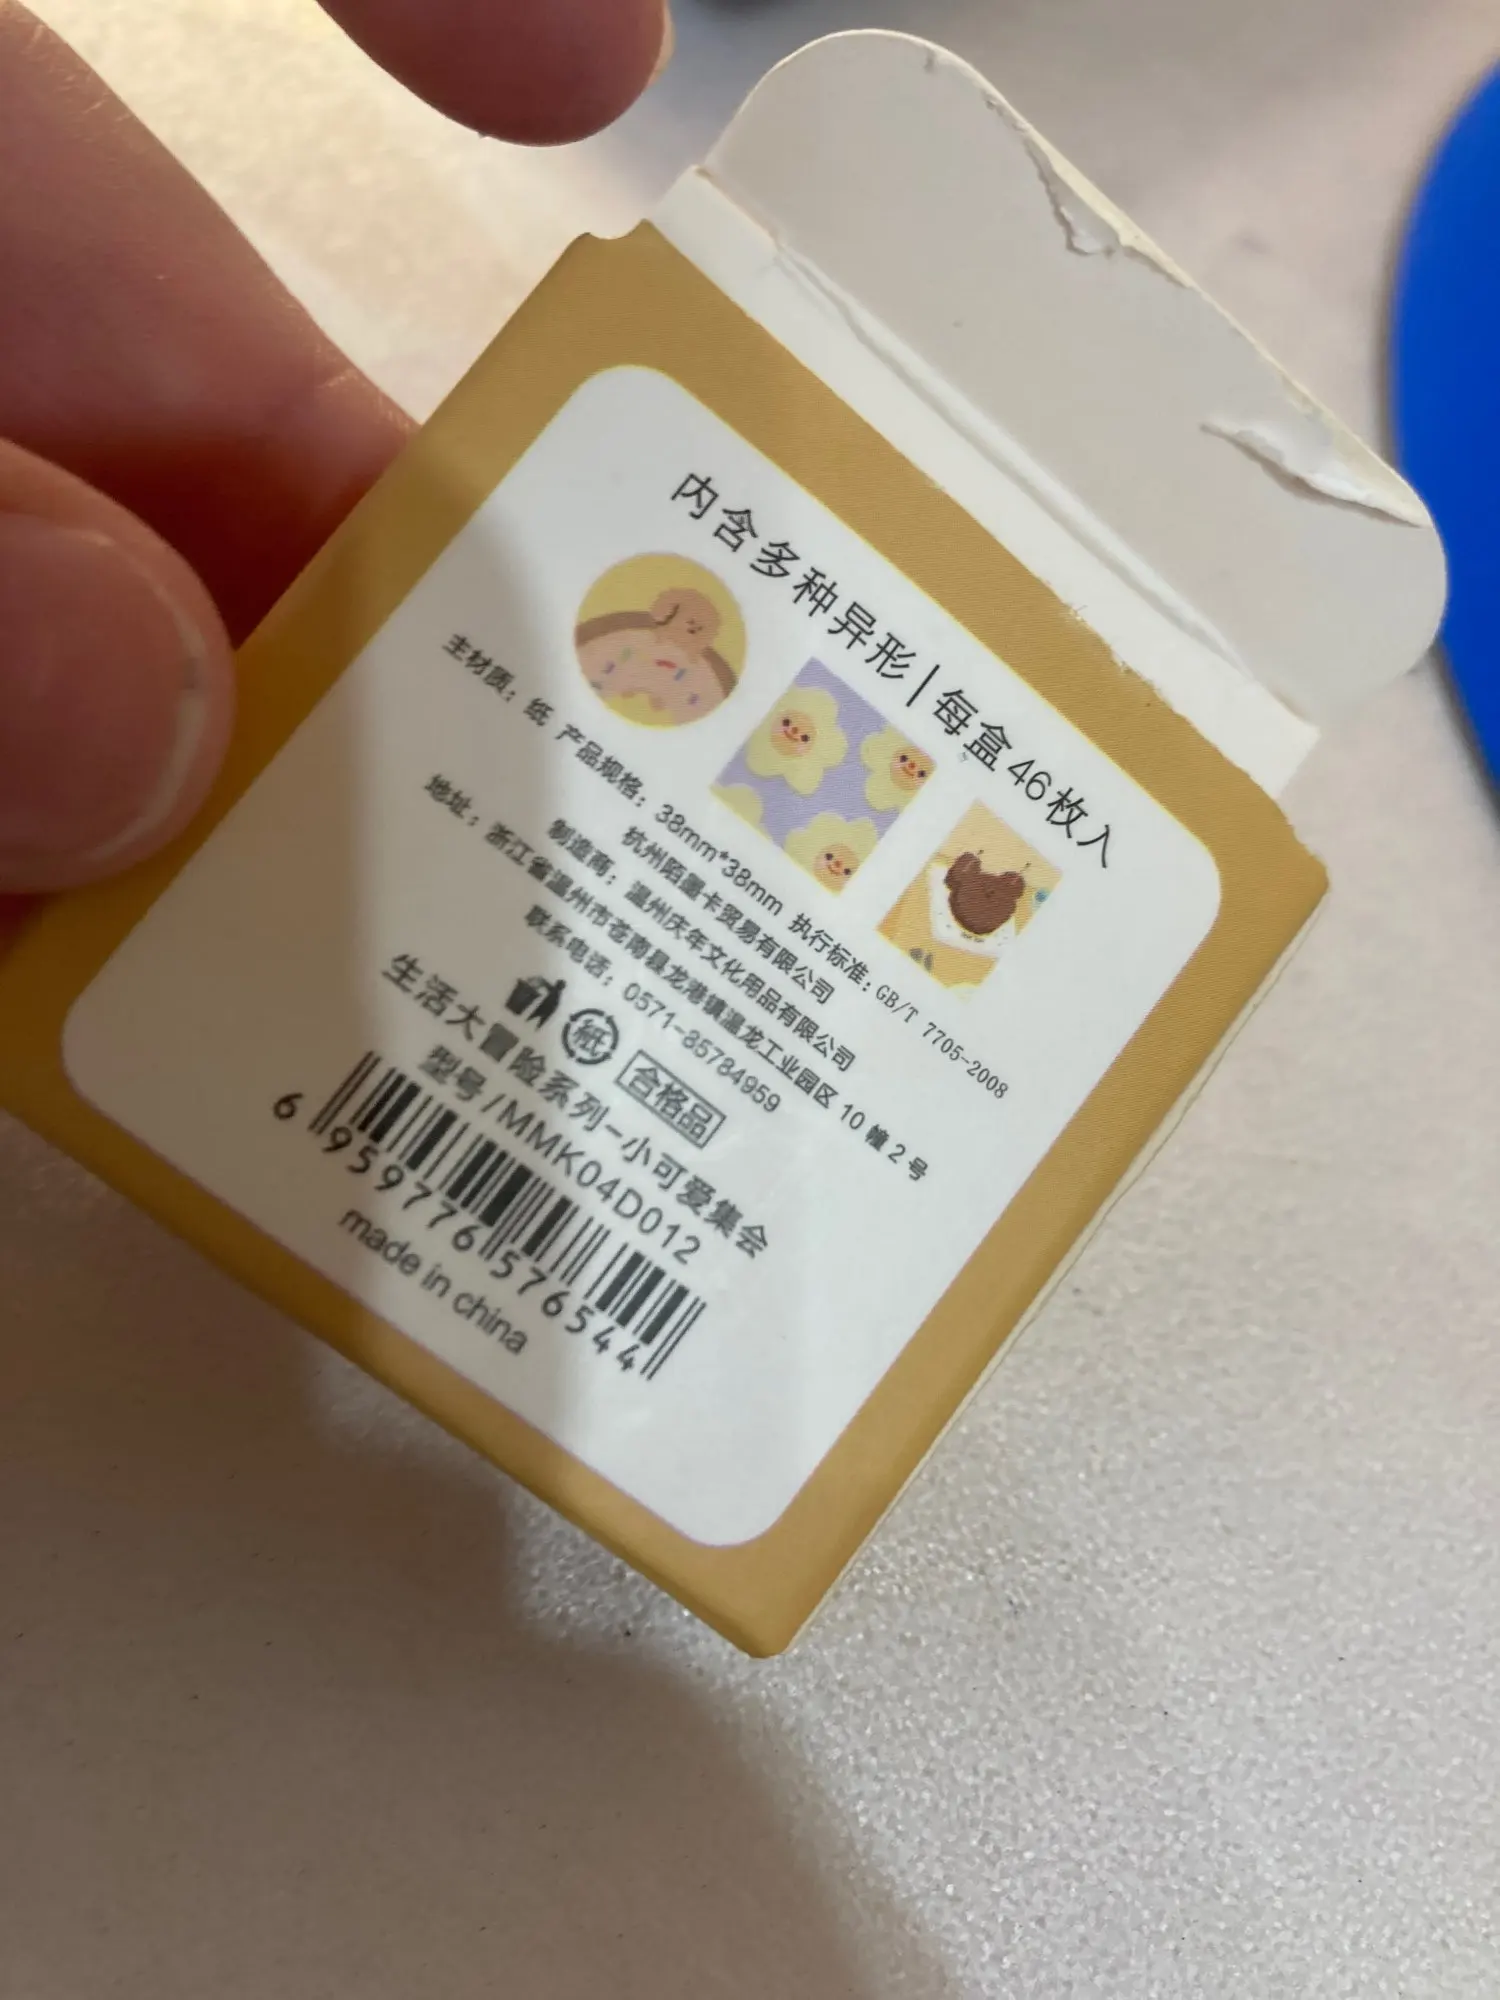 内含多种异形|每盒46枚入
主材质：纸 产品规格：38mm*38mm 执行标准：GB/T 7705-2008
杭州陌墨卡贸易有限公司
制造商：温州庆年文化用品有限公司
地址：浙江省温州市苍南县龙港镇温龙工业园区 10 幢 2 号
联系电话：0571-85784959
紙 合格品
生活大冒险系列-小可爱集会
型号/MMK04D012
6 959776 576544
made in china